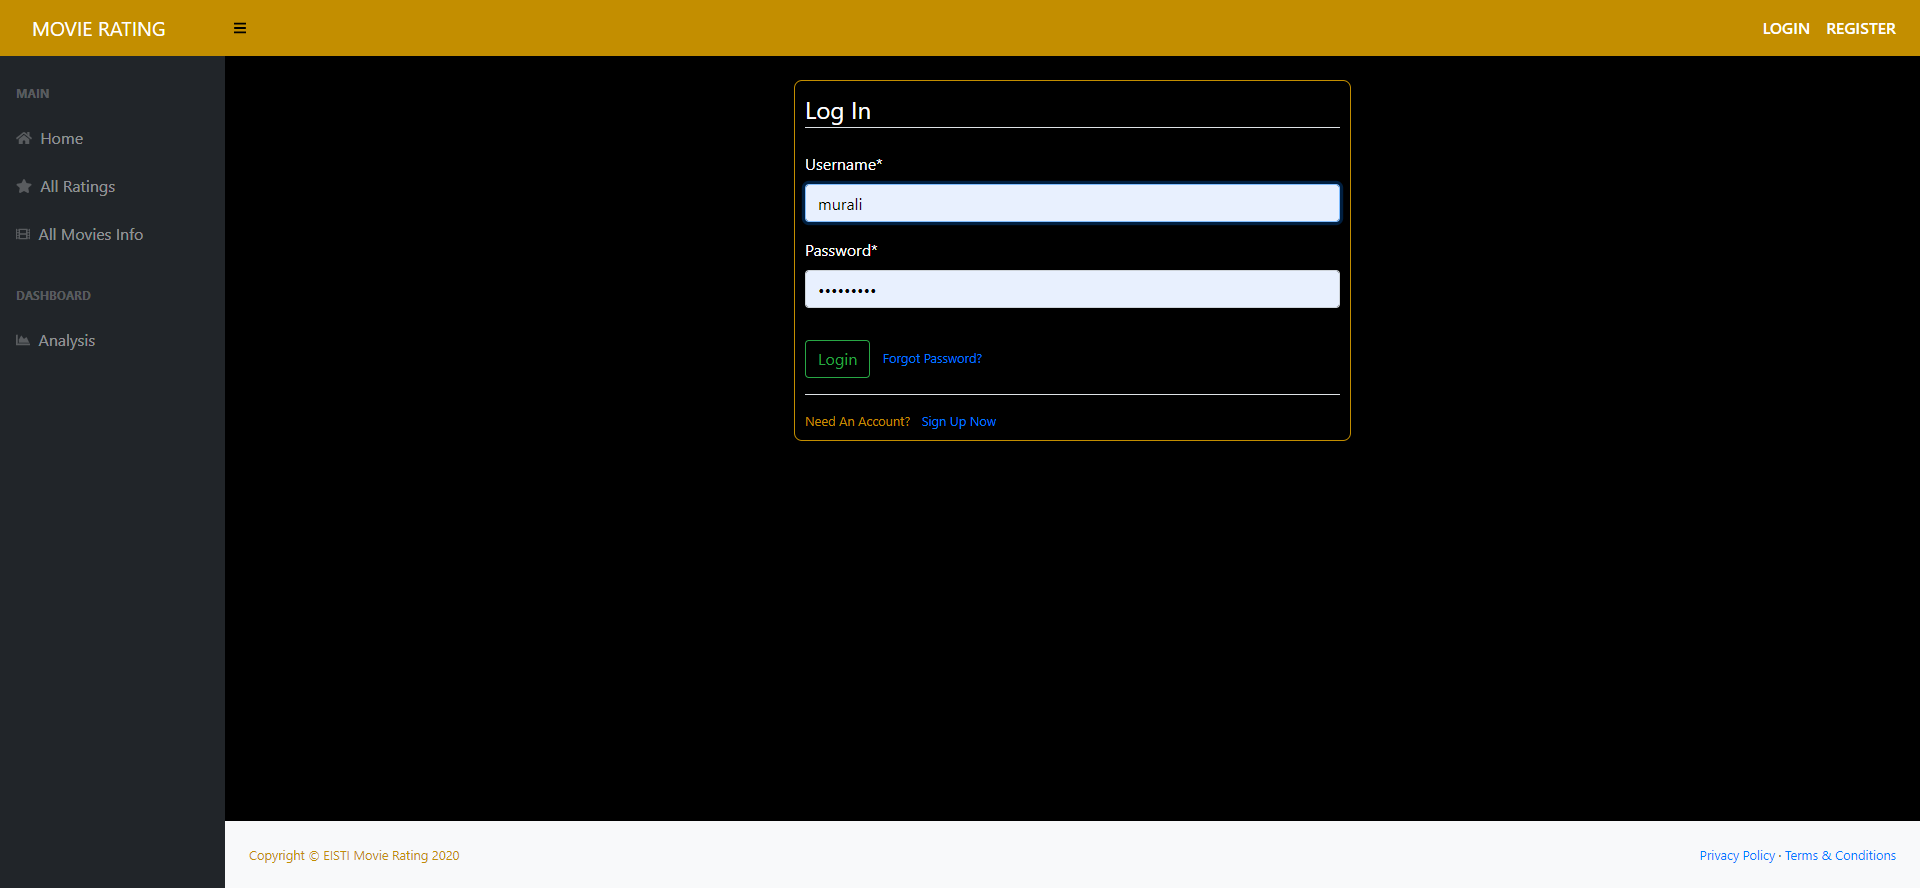 MOVIE RATING
LOGIN REGISTER
MAIN
Home
All Ratings
All Movies Info
DASHBOARD
Analysis
Log In
Username*
murali
Password*
•••••••••
Login Forgot Password?
Need An Account? Sign Up Now
Copyright © EISTI Movie Rating 2020
Privacy Policy · Terms & Conditions